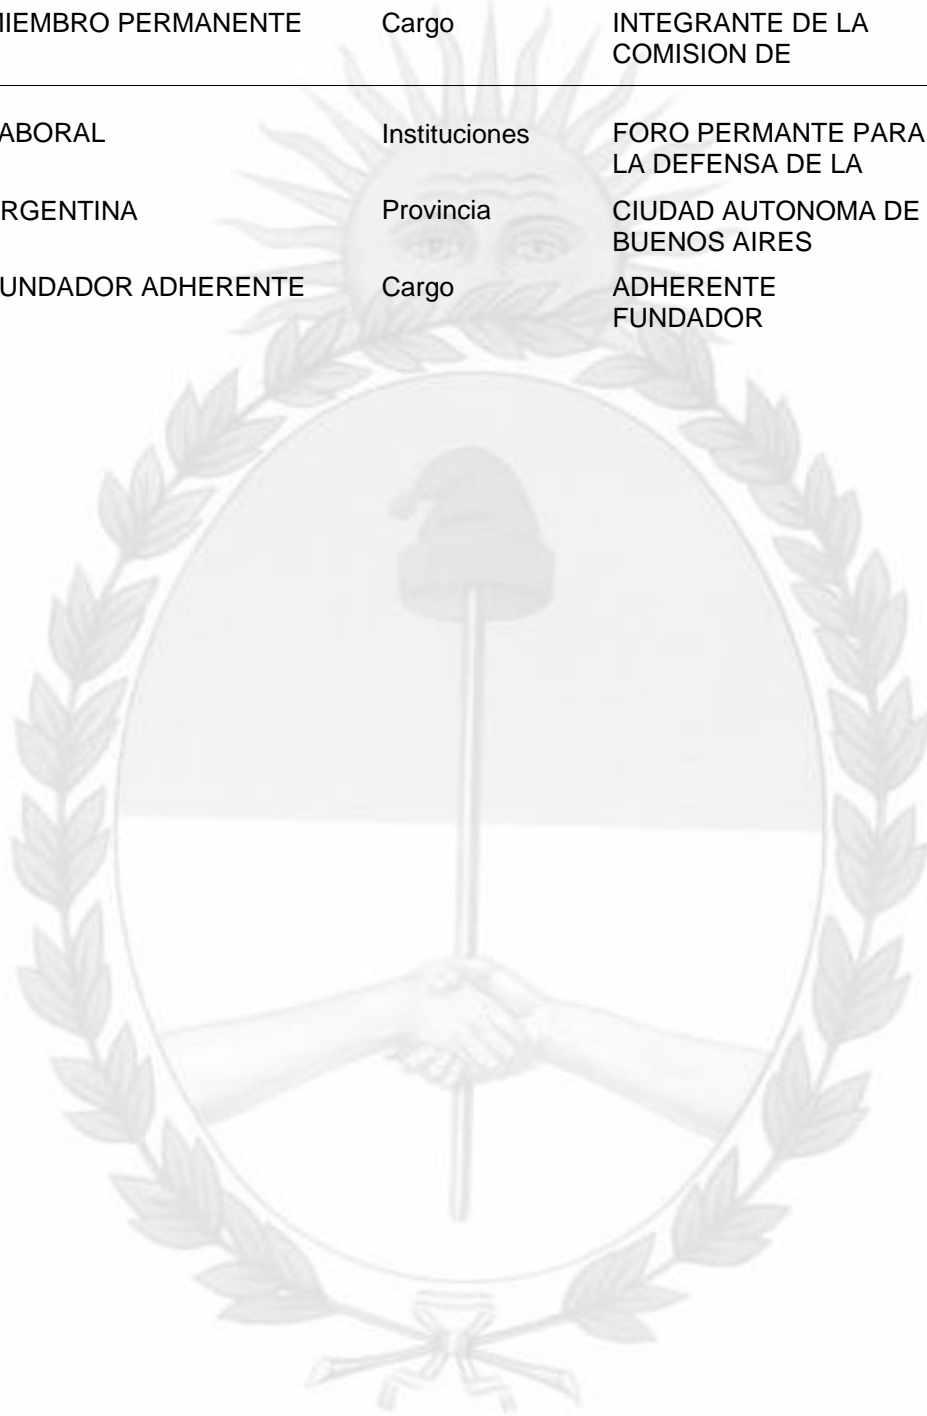 MIEMBRO PERMANENTE Cargo INTEGRANTE DE LA
COMISION DE
ABORAL Instituciones FORO PERMANTE PARA
LA DEFENSA DE LA
RGENTINA Provincia CIUDAD AUTONOMA DE
BUENOS AIRES
UNDADOR ADHERENTE Cargo ADHERENTE
FUNDADOR